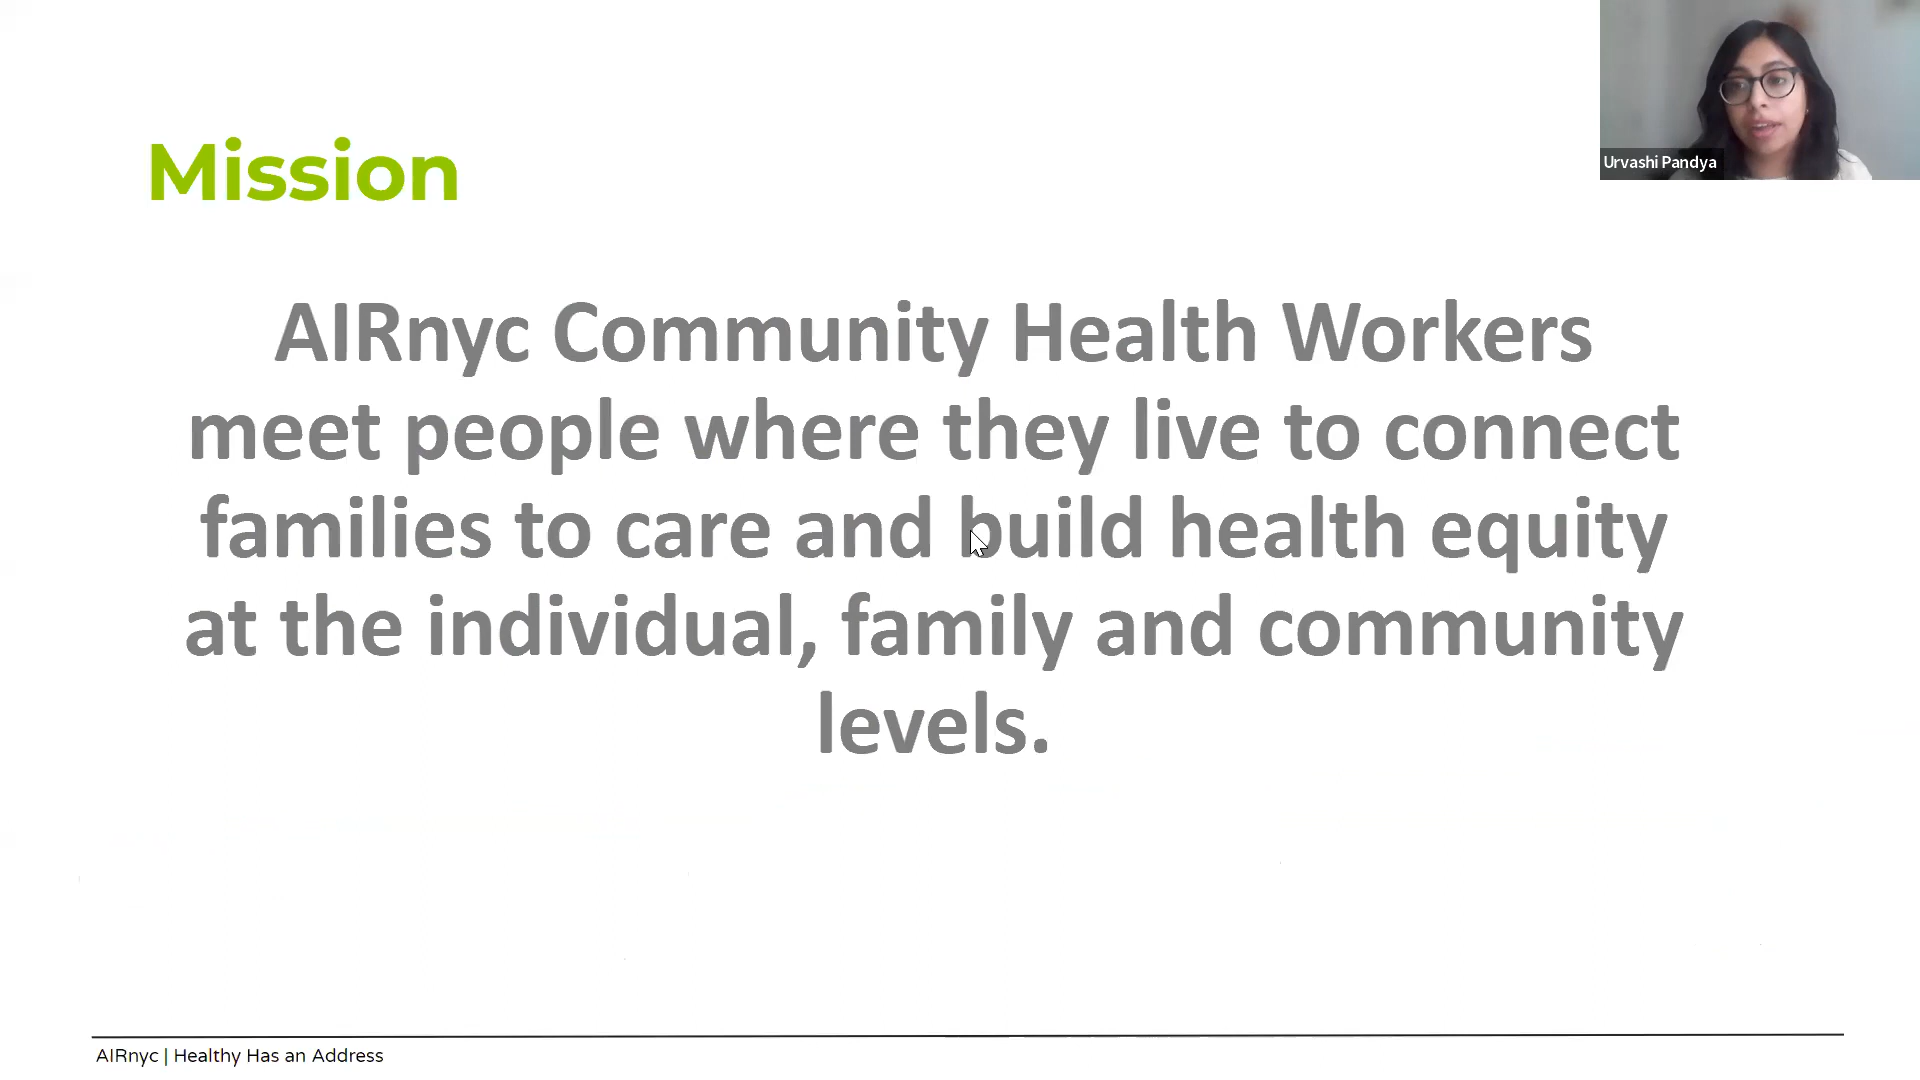 Mission
Urvashi Pandya
AIRnyc Community Health Workers
meet people where they live to connect
families to care and build health equity
at the individual, family and community
levels.
AIRnyc | Healthy Has an Address